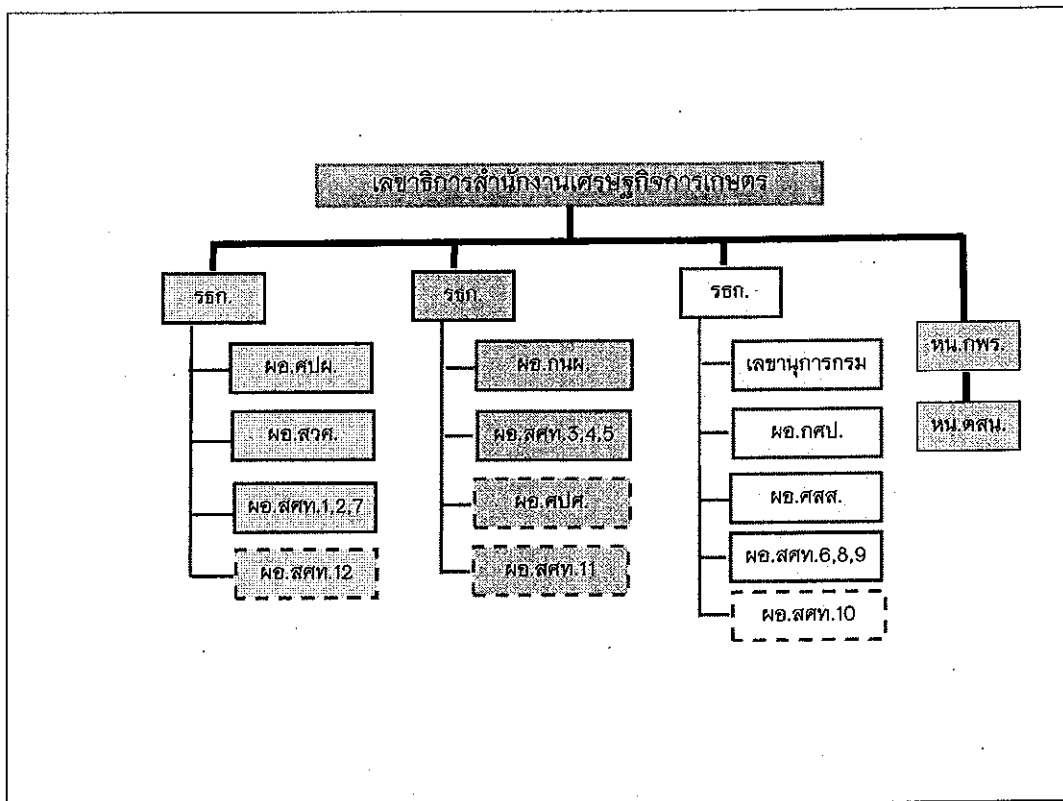 เลขาธิการสำนักงานเศรษฐกิจการเกษตร
รธก.
ผอ.ศปผ.
ผอ.สวศ.
ผอ.สศท.1,2,7
ผอ.สศท.12
รธก.
ผอ.กนผ.
ผอ.สศท.3,4,5
ผอ.ศปศ.
ผอ.สศท.11
รธก.
เลขานุการกรม
ผอ.กศป.
ผอ.ศสส.
ผอ.สศท.6,8,9
ผอ.สศท.10
หน.กพร.
หน.ตสน.